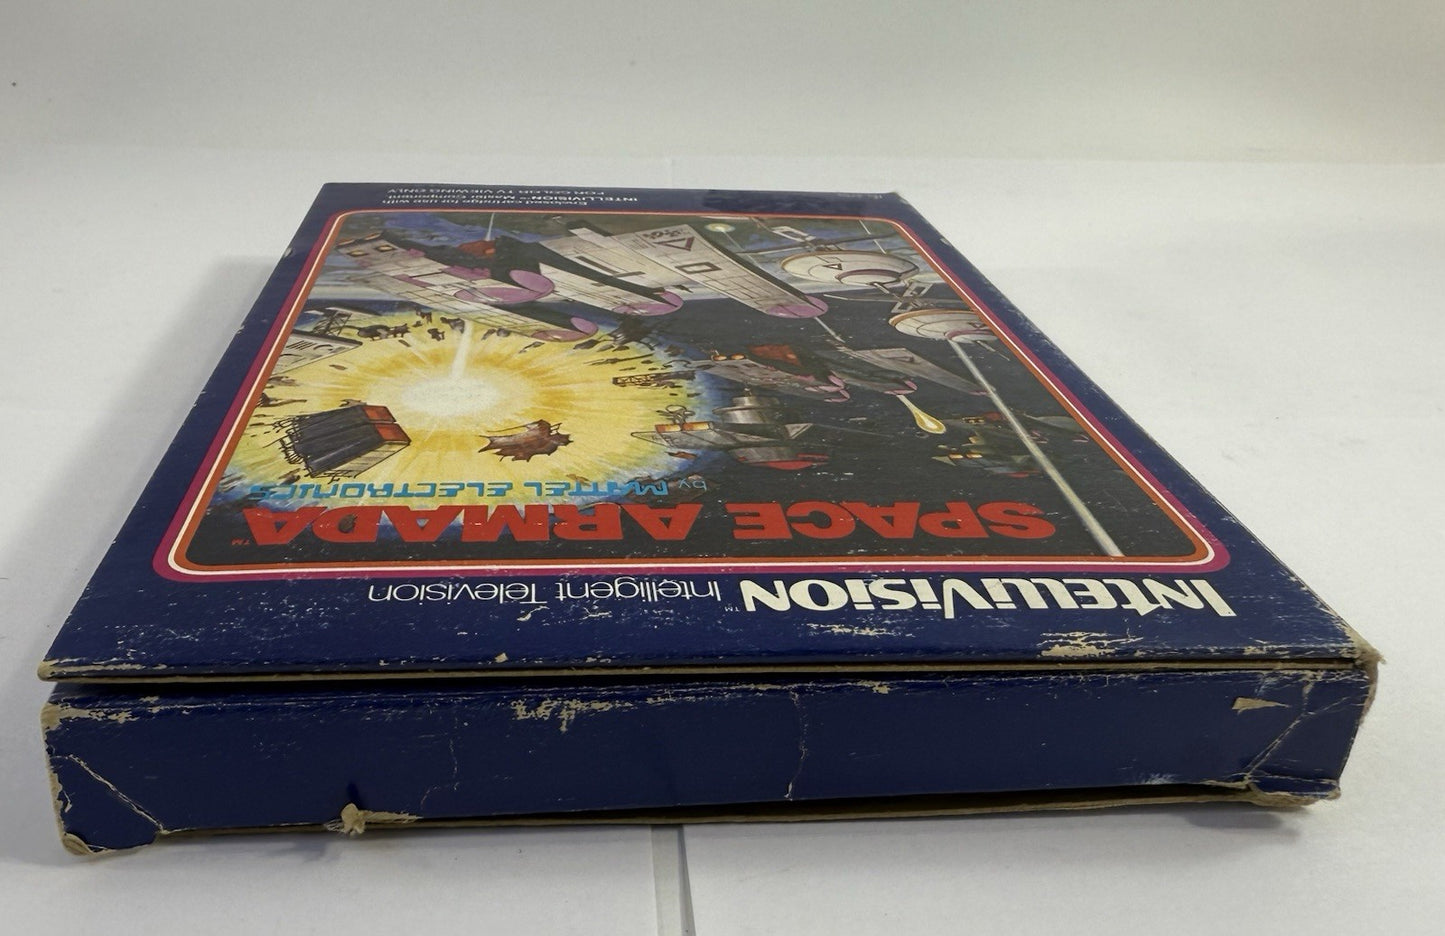 INTELLIVISION™ Intelligent Television
SPACE ARMADA™
by MATTEL ELECTRONICS
Enclosed cartridge for use with
INTELLIVISION™ Master Component
FOR COLOR TV VIEWING ONLY